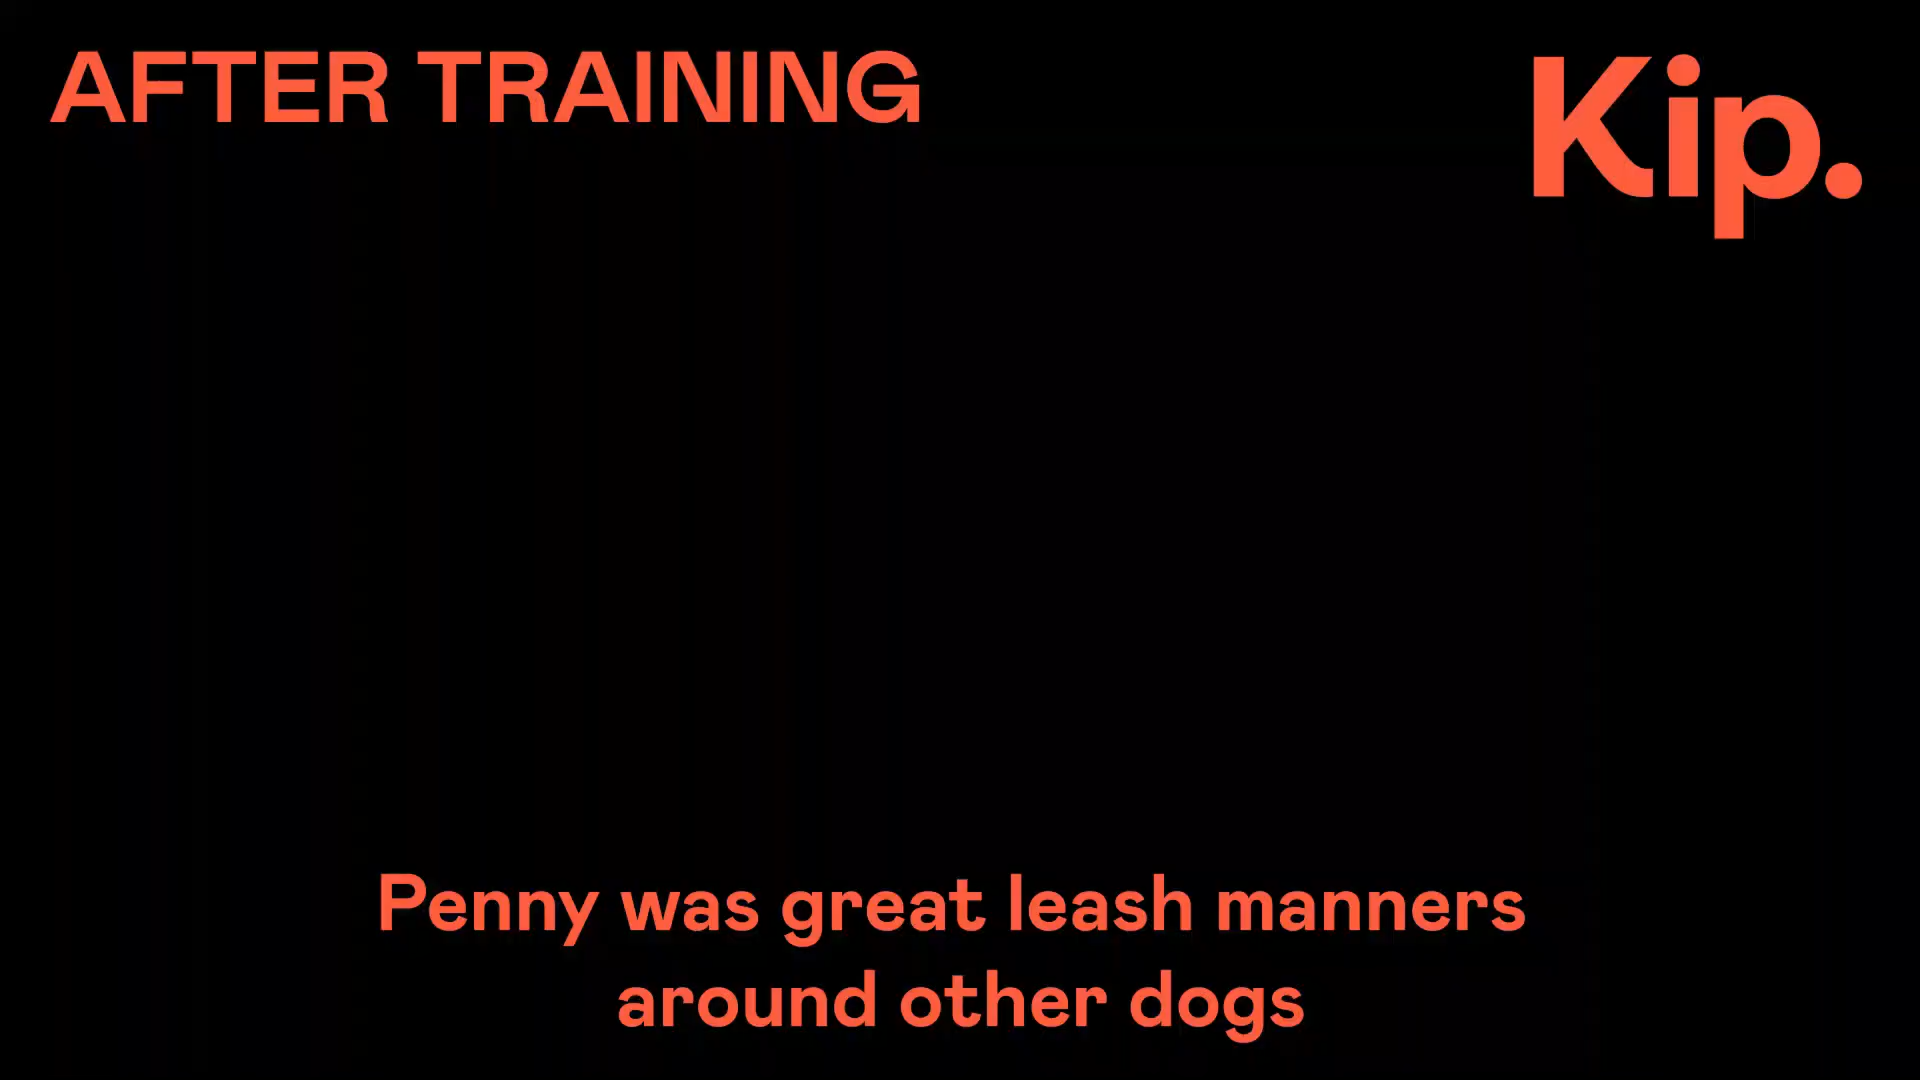 AFTER TRAINING
Kip.
Penny was great leash manners
around other dogs